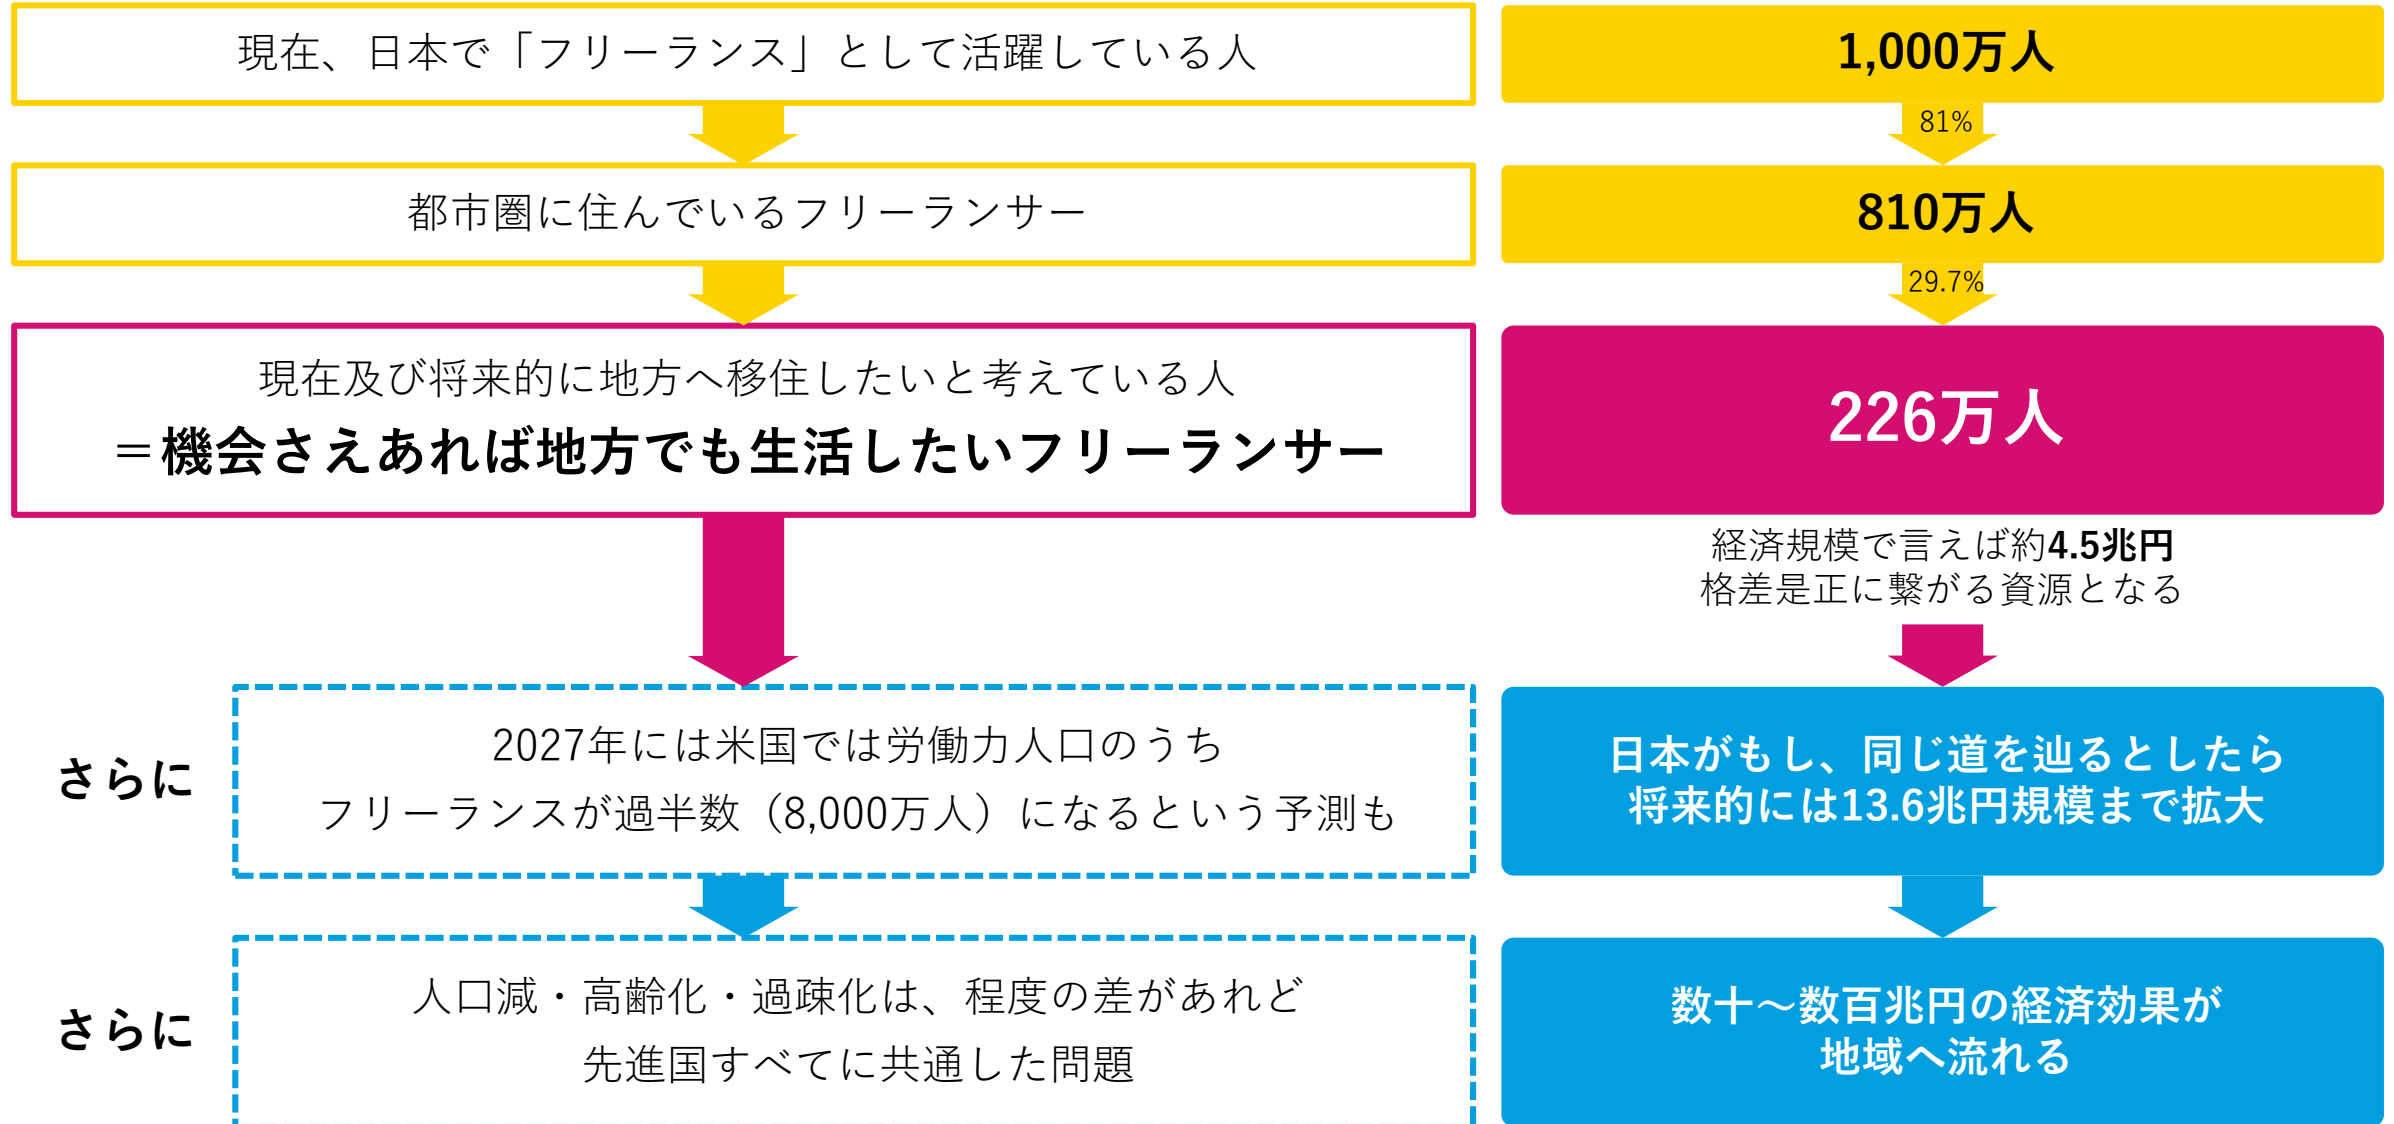 現在、日本で「フリーランス」として活躍している人
1,000万人
81%
都市圏に住んでいるフリーランサー
810万人
29.7%
現在及び将来的に地方へ移住したいと考えている人
＝機会さえあれば地方でも生活したいフリーランサー
226万人
経済規模で言えば約4.5兆円
格差是正に繋がる資源となる
さらに
2027年には米国では労働力人口のうち
フリーランスが過半数（8,000万人）になるという予測も
日本がもし、同じ道を辿るとしたら
将来的には13.6兆円規模まで拡大
さらに
人口減・高齢化・過疎化は、程度の差があれど
先進国すべてに共通した問題
数十～数百兆円の経済効果が
地域へ流れる